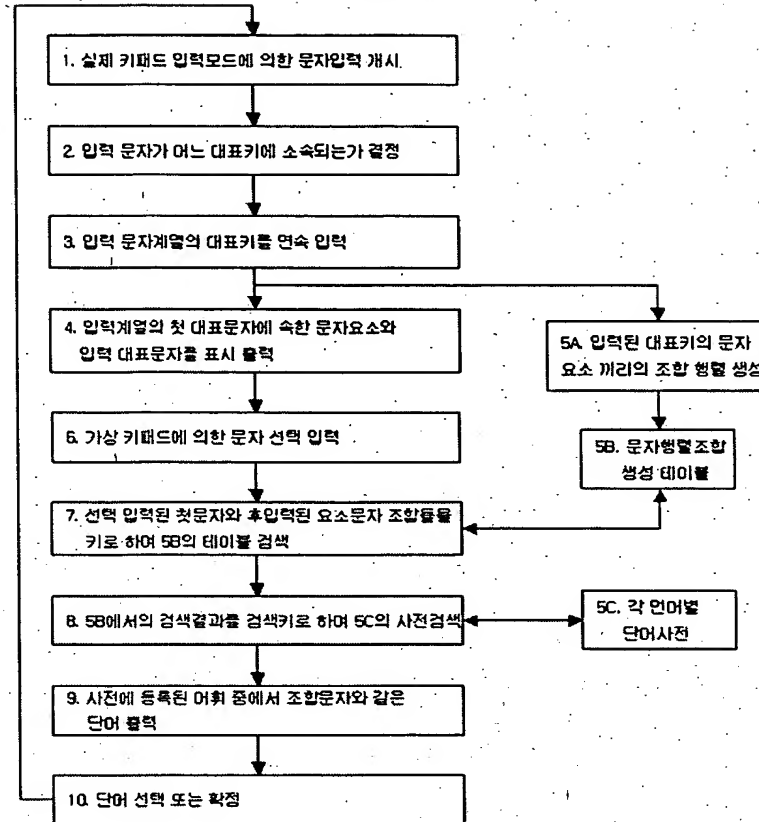 1. 실제 키패드 입력모드에 의한 문자입력 개시.
2. 입력 문자가 어느 대표키에 소속되는가 결정
3. 입력 문자계열의 대표키를 연속 입력
4. 입력계열의 첫 대표문자에 속한 문자요소와
입력 대표문자를 표시 출력
5A. 입력된 대표키의 문자
요소 끼리의 조합 행렬 생성
6. 가상 키패드에 의한 문자 선택 입력
5B. 문자행렬조합
생성 테이블
7. 선택 입력된 첫문자와 후입력된 요소문자 조합들을
키로 하여 5B의 테이블 검색
8. 5B에서의 검색결과를 검색키로 하여 5C의 사전검색
5C. 각 언어별
단어사전
9. 사전에 등록된 어휘 중에서 조합문자와 같은
단어 출력
10. 단어 선택 또는 확정